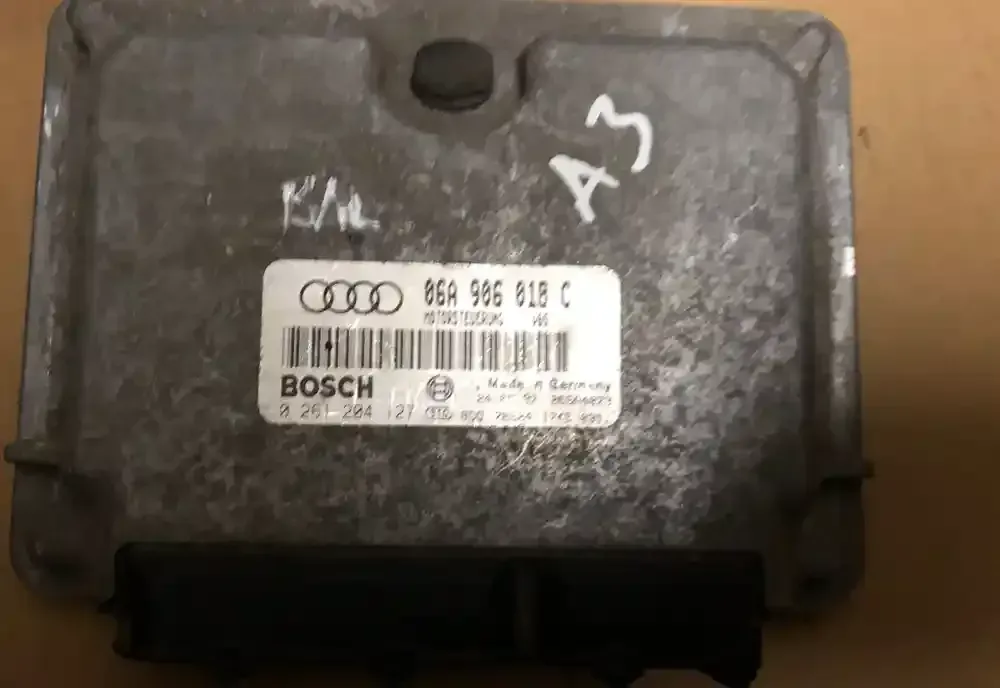 A3
06A 906 018 C
MOTORSTEUERUNG
BOSCH
Made in Germany
0 261 204 127